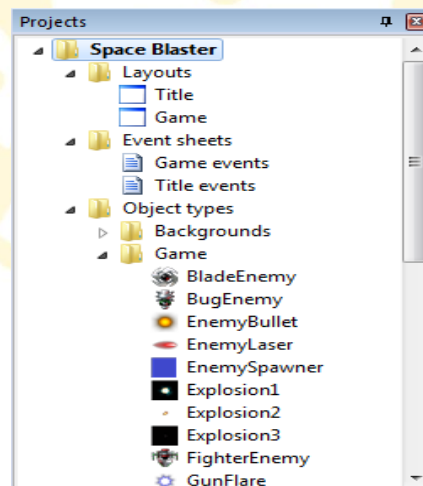 Projects
Space Blaster
Layouts
Title
Game
Event sheets
Game events
Title events
Object types
Backgrounds
Game
BladeEnemy
BugEnemy
EnemyBullet
EnemyLaser
EnemySpawner
Explosion1
Explosion2
Explosion3
FighterEnemy
GunFlare